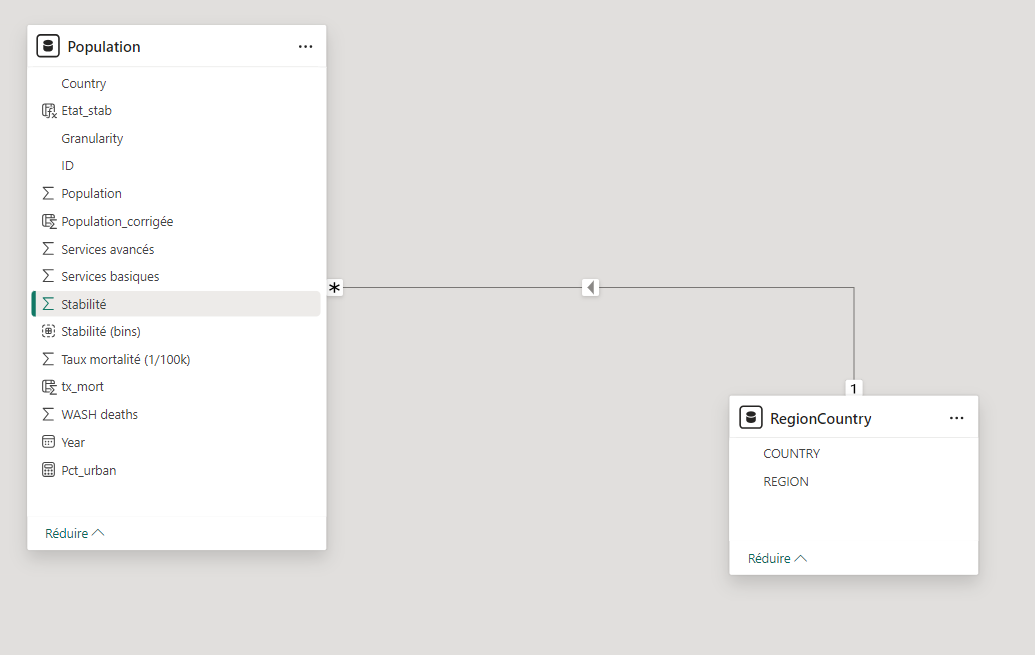 Population
Country
Etat_stab
Granularity
ID
Population
Population_corrigée
Services avancés
Services basiques
Stabilité
Stabilité (bins)
Taux mortalité (1/100k)
tx_mort
WASH deaths
Year
Pct_urban
Réduire
*
1
RegionCountry
COUNTRY
REGION
Réduire